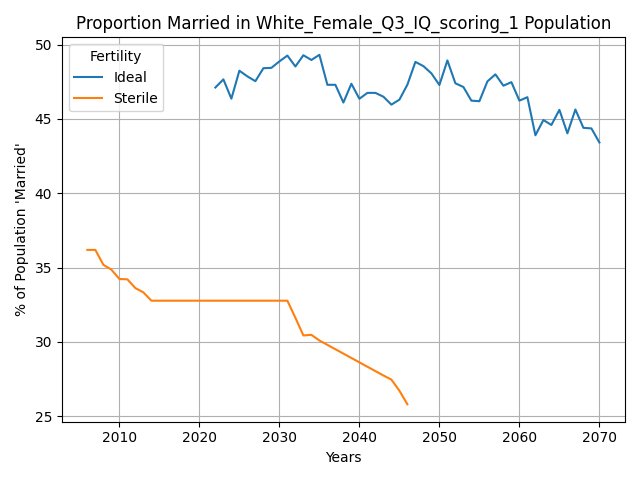 Proportion Married in White_Female_Q3_IQ_scoring_1 Population
Fertility
Ideal
Sterile
% of Population 'Married'
50
45
40
35
30
25
2010
2020
2030
2040
2050
2060
2070
Years